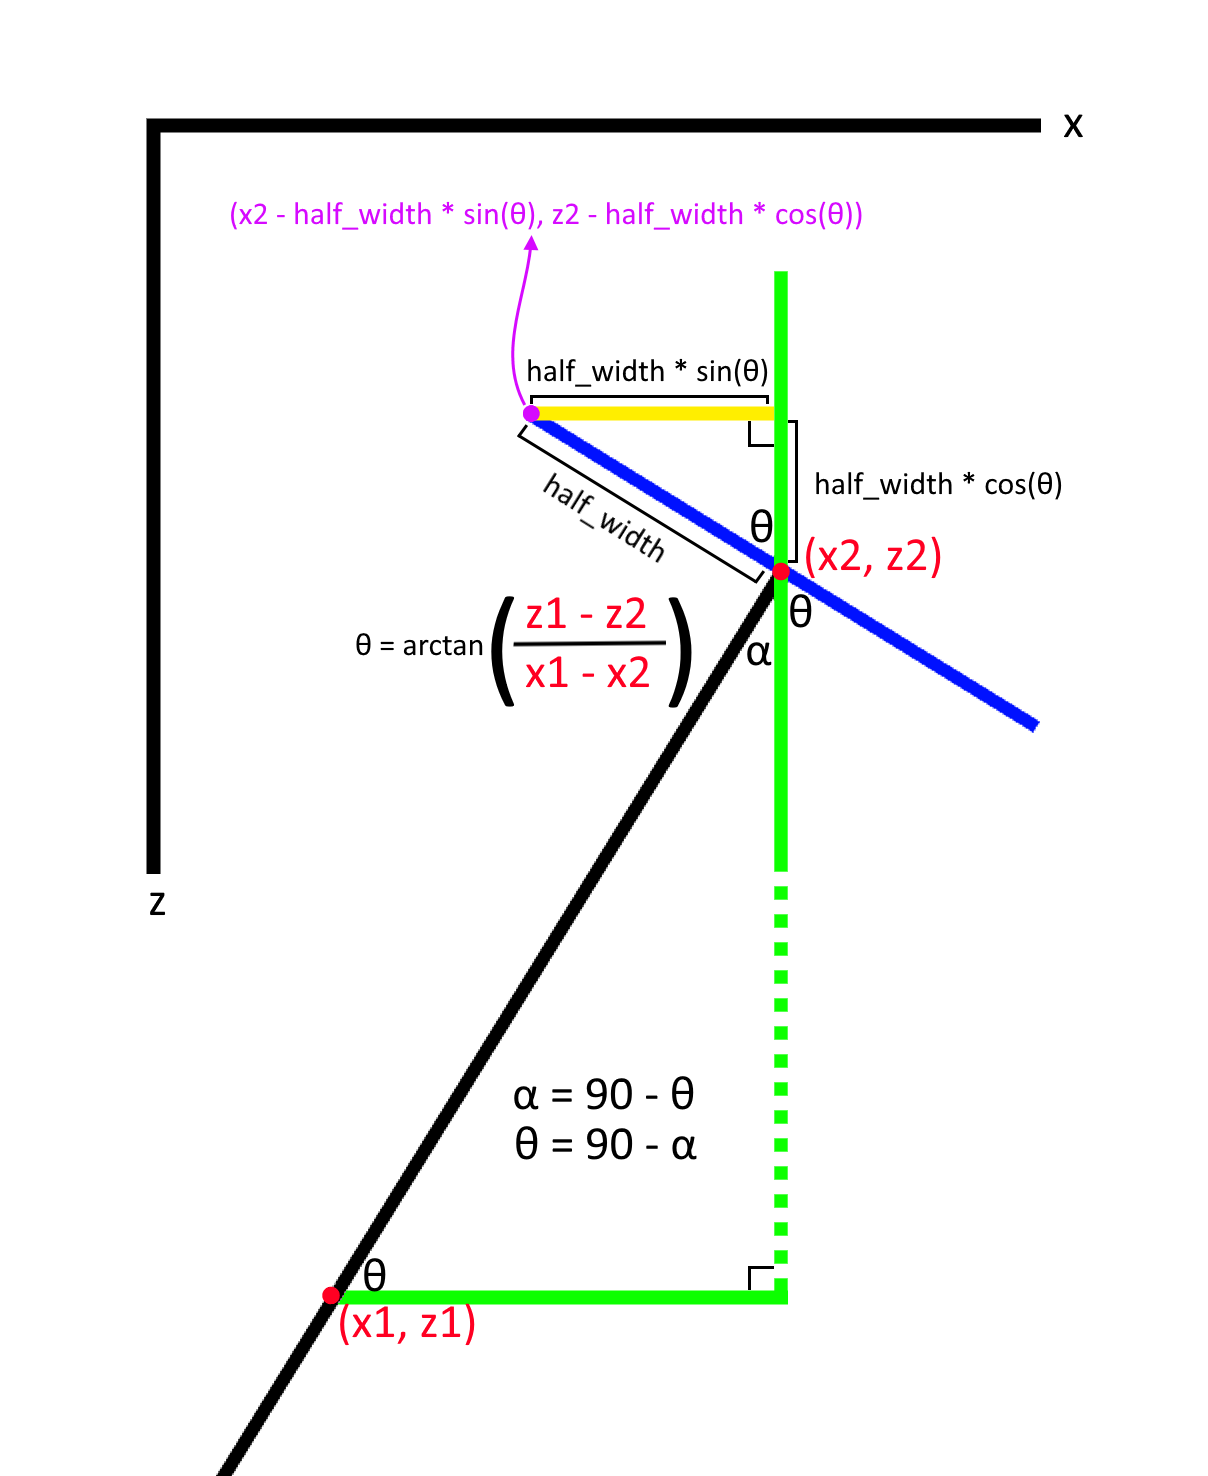 x
(x2 - half_width * sin(θ), z2 - half_width * cos(θ))
half_width * sin(θ)
half_width * cos(θ)
half_width
θ
(x2, z2)
θ
α
θ = arctan(
z1 - z2
x1 - x2
)
z
α = 90 - θ
θ = 90 - α
θ
(x1, z1)